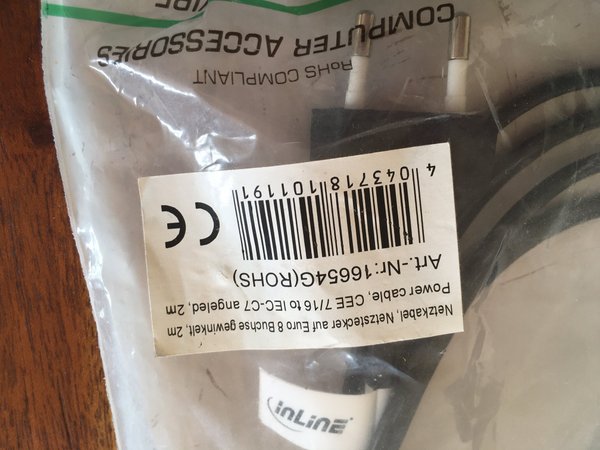 Netzkabel, Netzstecker auf Euro 8 Buchse gewinkelt, 2m
Power cable, CEE 7/16 to IEC-C7 angeled, 2m
Art.-Nr:16654G(ROHS)
4 043718 101191
CE
RoHS COMPLIANT
COMPUTER ACCESSORIES
inLine